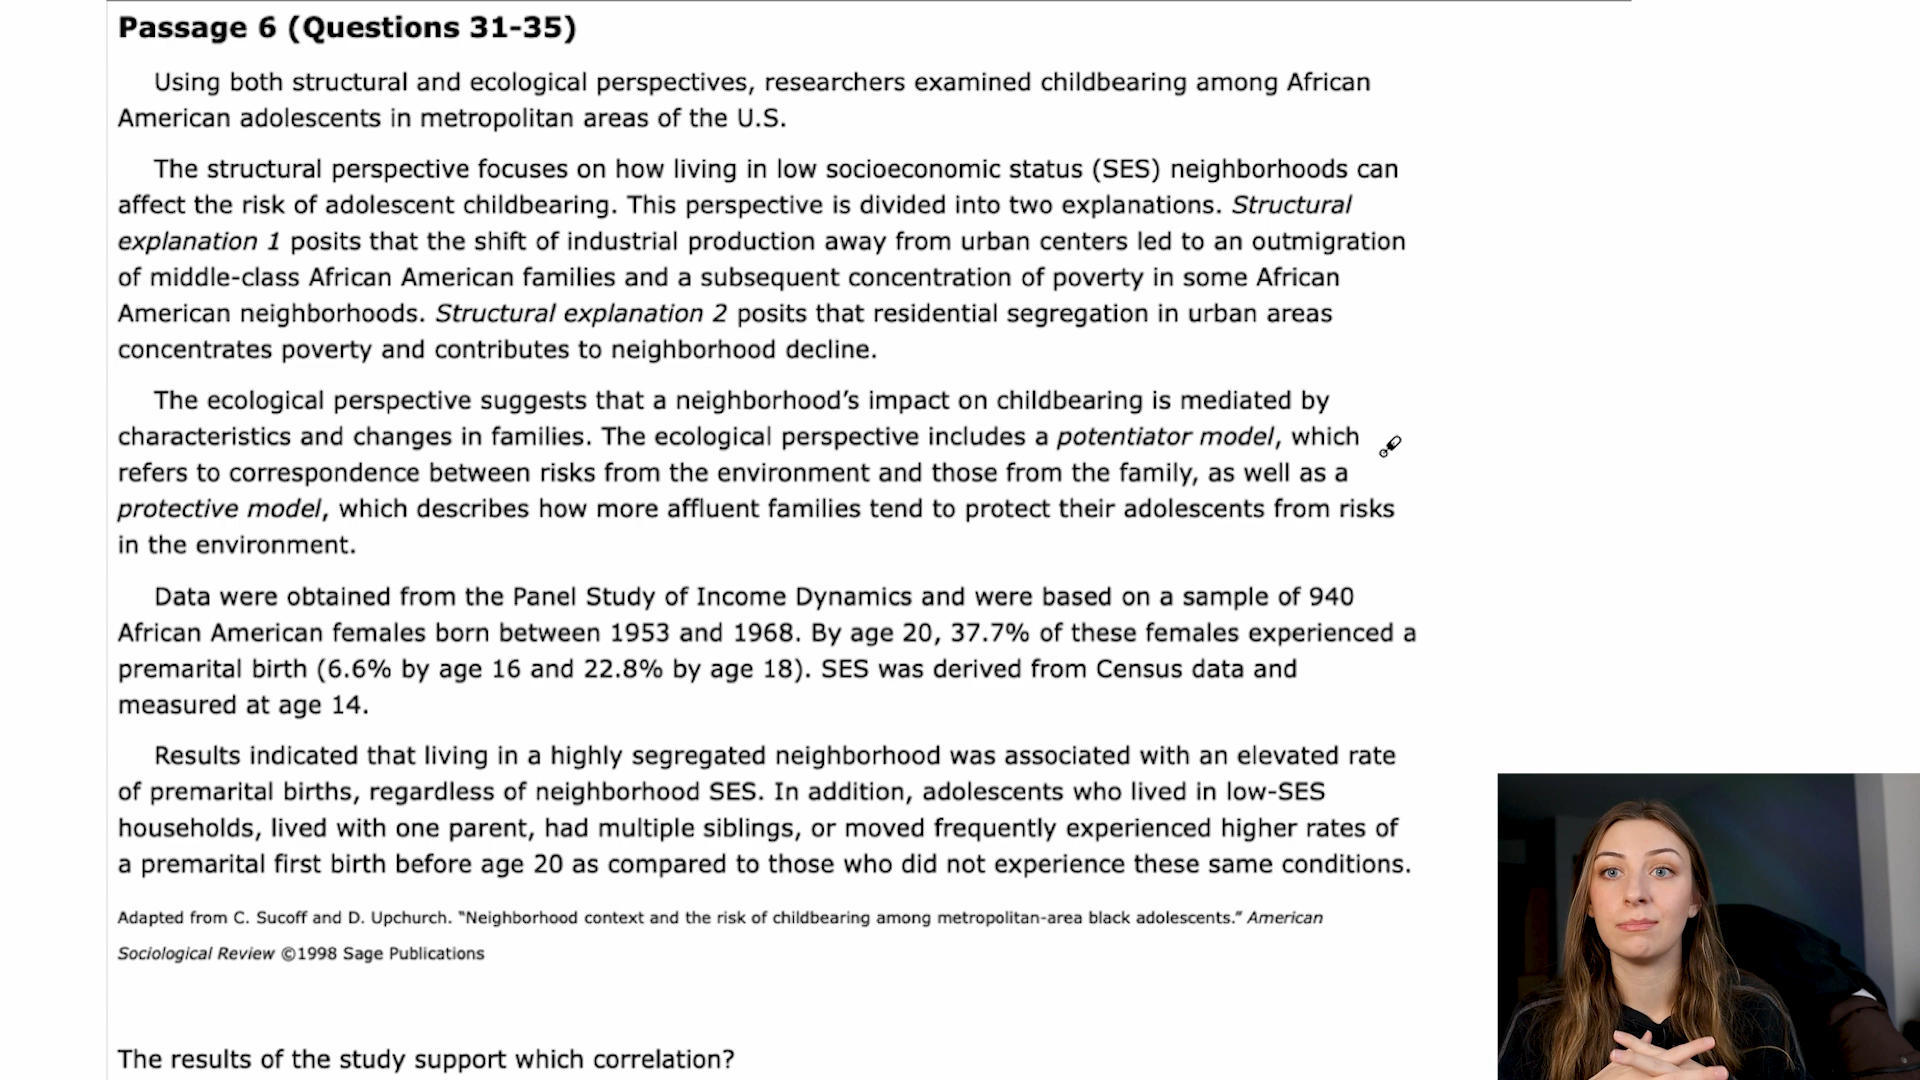 Passage 6 (Questions 31-35)
Using both structural and ecological perspectives, researchers examined childbearing among African
American adolescents in metropolitan areas of the U.S.
The structural perspective focuses on how living in low socioeconomic status (SES) neighborhoods can
affect the risk of adolescent childbearing. This perspective is divided into two explanations. Structural
explanation 1 posits that the shift of industrial production away from urban centers led to an outmigration
of middle-class African American families and a subsequent concentration of poverty in some African
American neighborhoods. Structural explanation 2 posits that residential segregation in urban areas
concentrates poverty and contributes to neighborhood decline.
The ecological perspective suggests that a neighborhood’s impact on childbearing is mediated by
characteristics and changes in families. The ecological perspective includes a potentiator model, which
refers to correspondence between risks from the environment and those from the family, as well as a
protective model, which describes how more affluent families tend to protect their adolescents from risks
in the environment.
Data were obtained from the Panel Study of Income Dynamics and were based on a sample of 940
African American females born between 1953 and 1968. By age 20, 37.7% of these females experienced a
premarital birth (6.6% by age 16 and 22.8% by age 18). SES was derived from Census data and
measured at age 14.
Results indicated that living in a highly segregated neighborhood was associated with an elevated rate
of premarital births, regardless of neighborhood SES. In addition, adolescents who lived in low-SES
households, lived with one parent, had multiple siblings, or moved frequently experienced higher rates of
a premarital first birth before age 20 as compared to those who did not experience these same conditions.
Adapted from C. Sucoff and D. Upchurch. “Neighborhood context and the risk of childbearing among metropolitan-area black adolescents.” American
Sociological Review ©1998 Sage Publications
The results of the study support which correlation?